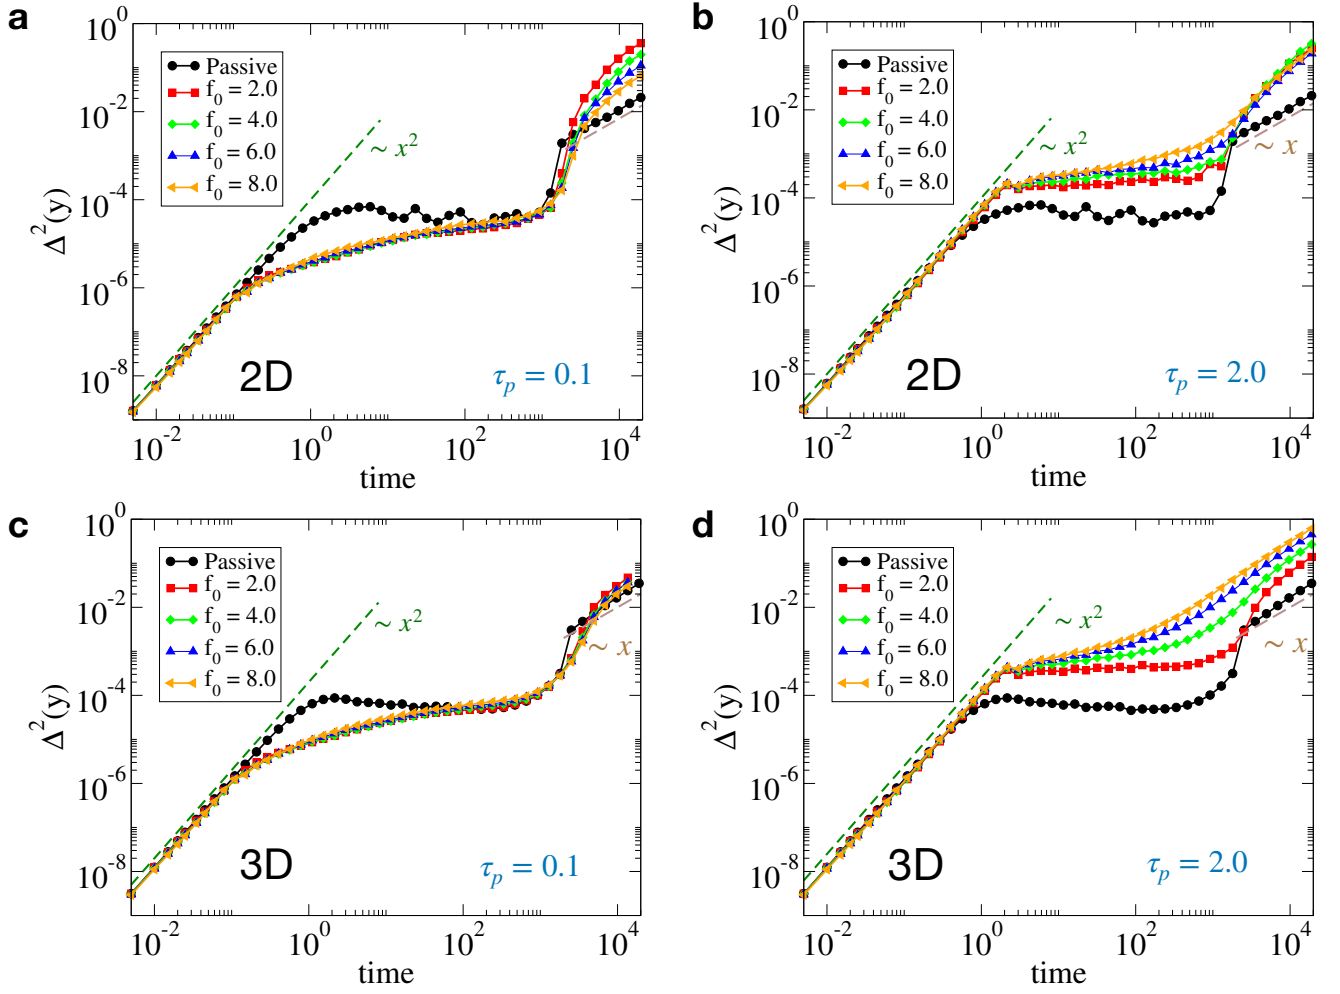 a
10^0
10^-2
10^-4
10^-6
10^-8
Δ^2(y)
Passive
f_0 = 2.0
f_0 = 4.0
f_0 = 6.0
f_0 = 8.0
~ x^2
~ x
2D
τ_p = 0.1
10^-2
10^0
10^2
10^4
time
b
10^0
10^-2
10^-4
10^-6
10^-8
Δ^2(y)
Passive
f_0 = 2.0
f_0 = 4.0
f_0 = 6.0
f_0 = 8.0
~ x^2
~ x
2D
τ_p = 2.0
10^-2
10^0
10^2
10^4
time
c
10^0
10^-2
10^-4
10^-6
10^-8
Δ^2(y)
Passive
f_0 = 2.0
f_0 = 4.0
f_0 = 6.0
f_0 = 8.0
~ x^2
~ x
3D
τ_p = 0.1
10^-2
10^0
10^2
10^4
time
d
10^0
10^-2
10^-4
10^-6
10^-8
Δ^2(y)
Passive
f_0 = 2.0
f_0 = 4.0
f_0 = 6.0
f_0 = 8.0
~ x^2
~ x
3D
τ_p = 2.0
10^-2
10^0
10^2
10^4
time